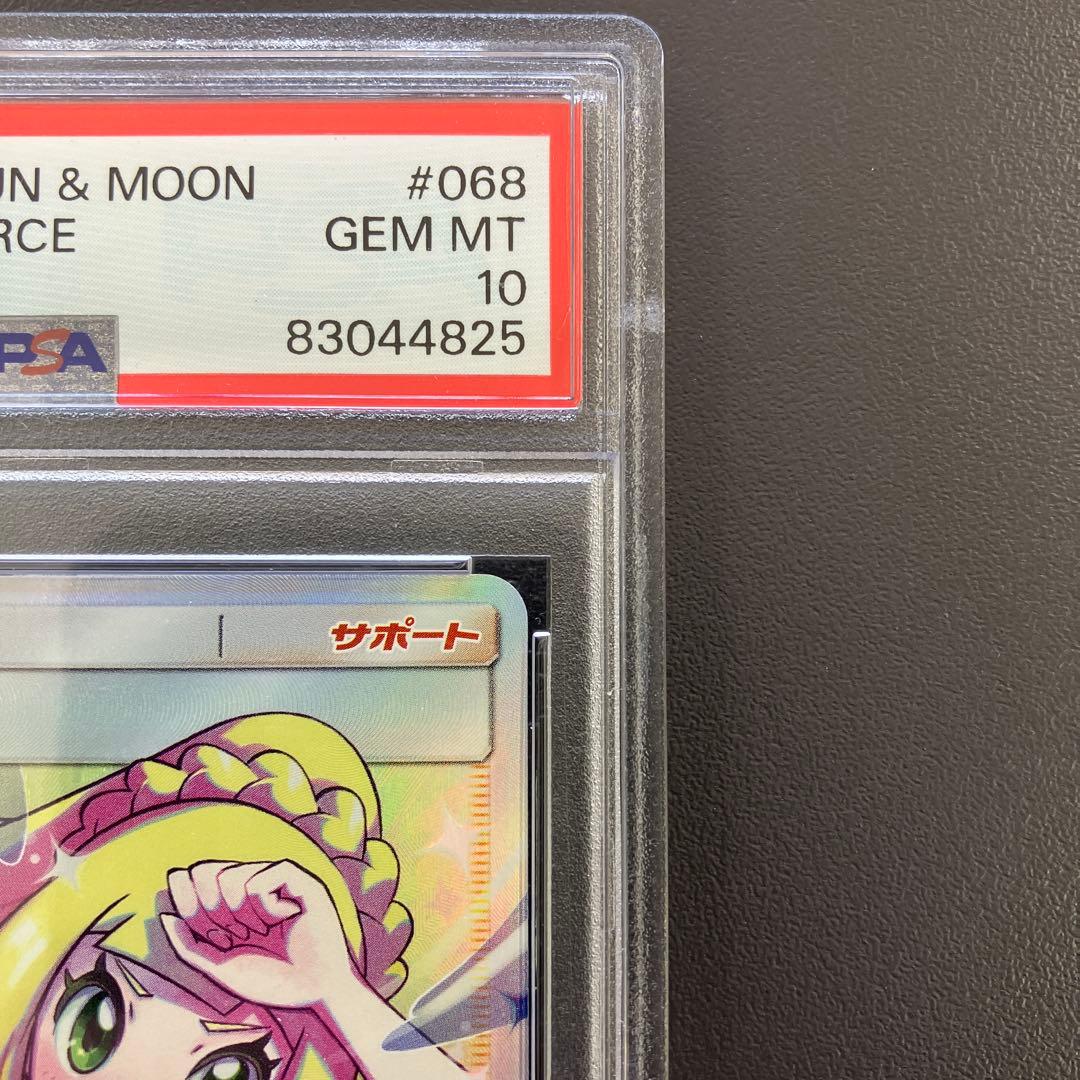 UN & MOON #068
RCE GEM MT
10
PSA 83044825
サポート